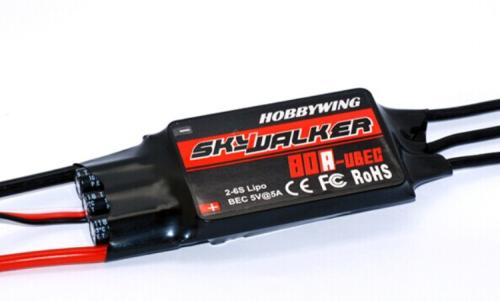 HOBBYWING
SKYWALKER
80A-UBEC
2-6S Lipo
BEC 5V@5A CE FC RoHS